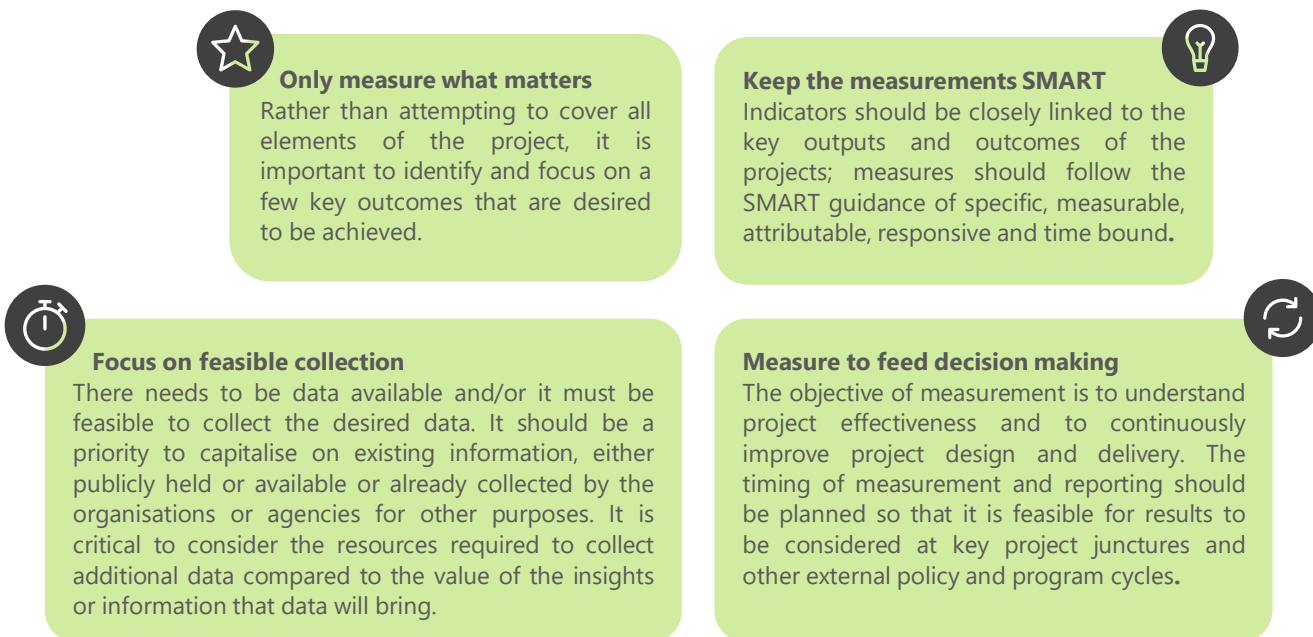 Only measure what matters
Rather than attempting to cover all
elements of the project, it is
important to identify and focus on a
few key outcomes that are desired
to be achieved.
Keep the measurements SMART
Indicators should be closely linked to the
key outputs and outcomes of the
projects; measures should follow the
SMART guidance of specific, measurable,
attributable, responsive and time bound.
Focus on feasible collection
There needs to be data available and/or it must be
feasible to collect the desired data. It should be a
priority to capitalise on existing information, either
publicly held or available or already collected by the
organisations or agencies for other purposes. It is
critical to consider the resources required to collect
additional data compared to the value of the insights
or information that data will bring.
Measure to feed decision making
The objective of measurement is to understand
project effectiveness and to continuously
improve project design and delivery. The
timing of measurement and reporting should
be planned so that it is feasible for results to
be considered at key project junctures and
other external policy and program cycles.